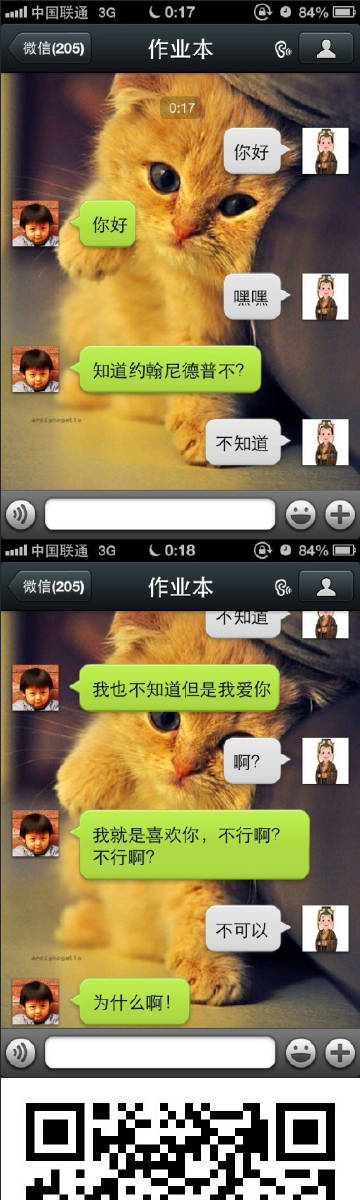 中国联通 3G 0:17 84%
微信(205) 作业本
0:17
你好
你好
嘿嘿
知道约翰尼德普不?
不知道
中国联通 3G 0:18 84%
微信(205) 作业本
不知道
我也不知道但是我爱你
啊?
我就是喜欢你，不行啊?
不行啊?
不可以
为什么啊!